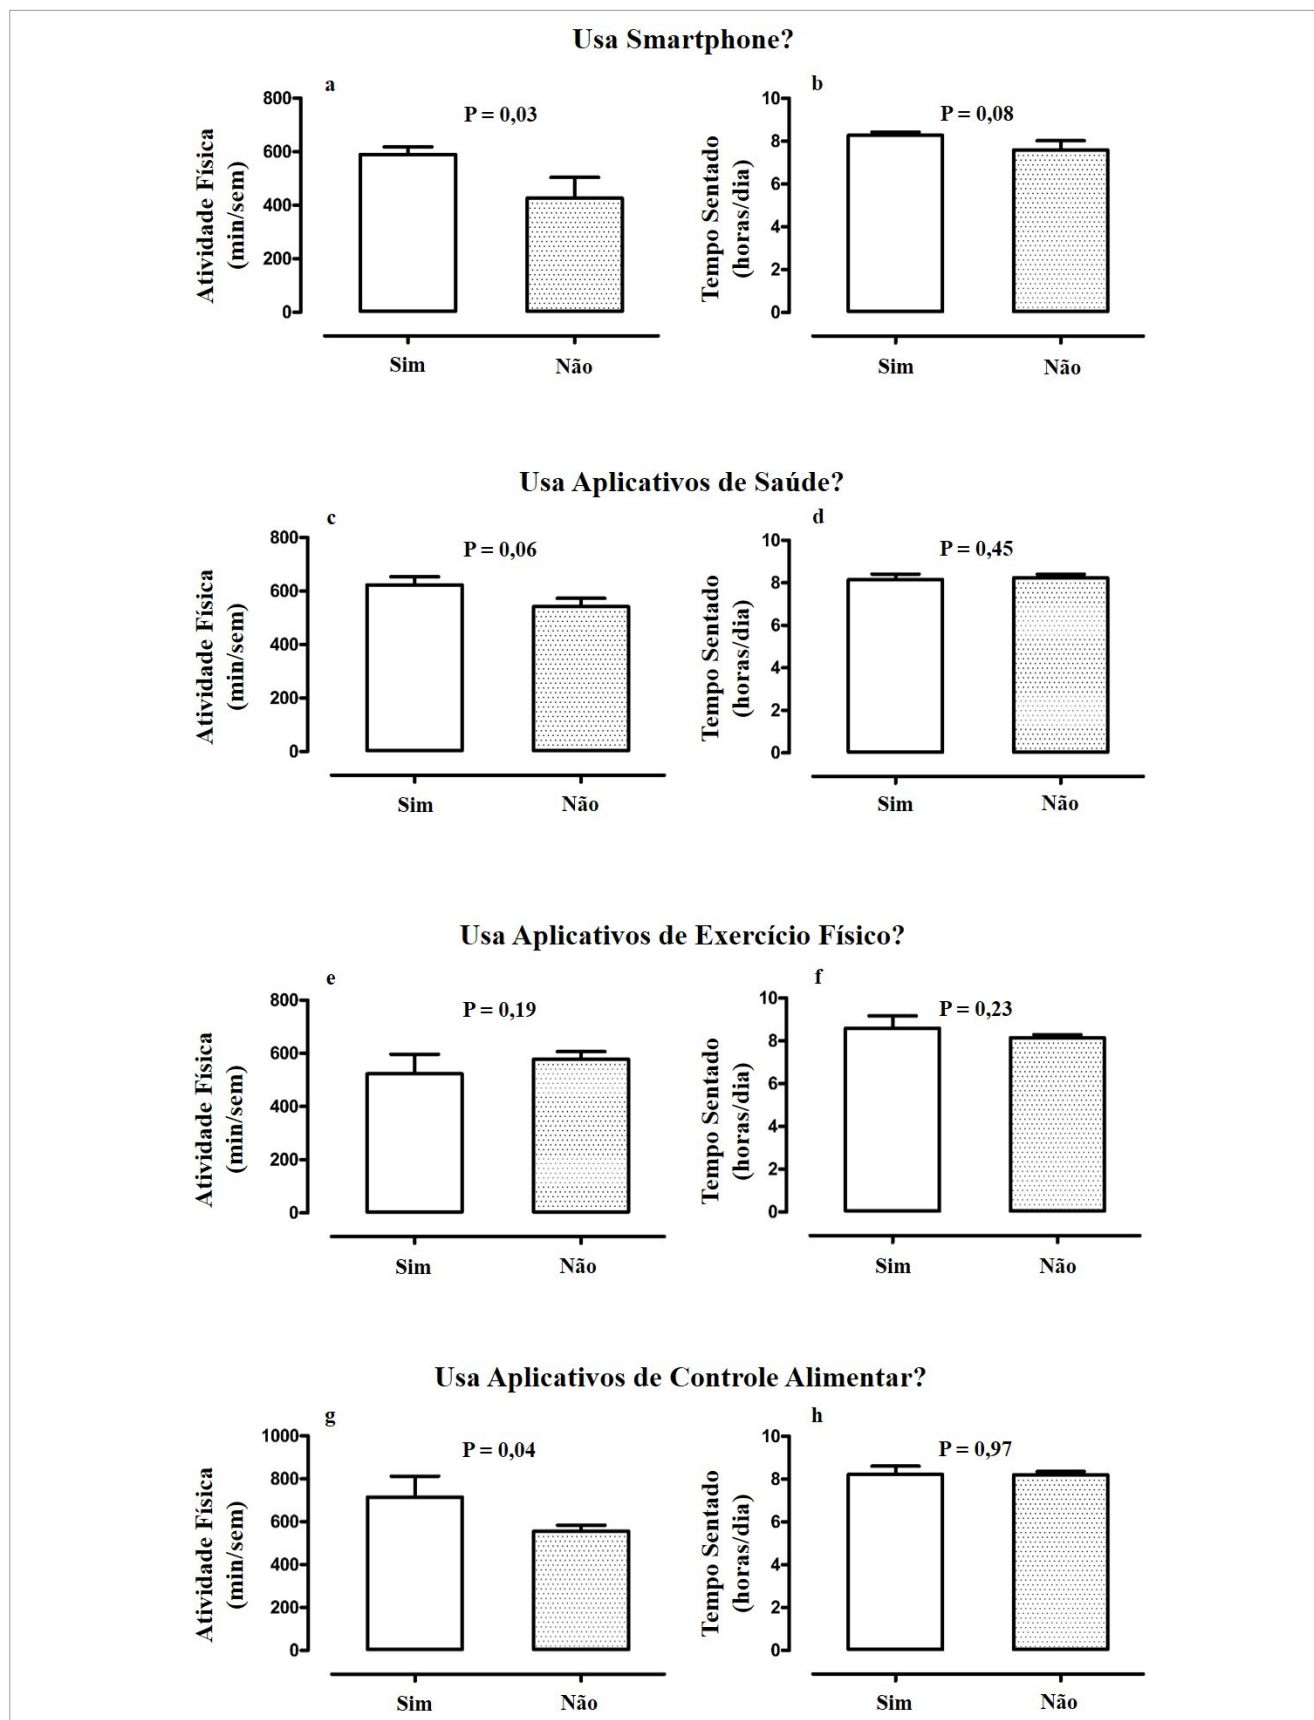 Usa Smartphone?
a
P = 0,03
Atividade Física
(min/sem)
800
600
400
200
0
Sim
Não
b
P = 0,08
Tempo Sentado
(horas/dia)
10
8
6
4
2
0
Sim
Não
Usa Aplicativos de Saúde?
c
P = 0,06
Atividade Física
(min/sem)
800
600
400
200
0
Sim
Não
d
P = 0,45
Tempo Sentado
(horas/dia)
10
8
6
4
2
0
Sim
Não
Usa Aplicativos de Exercício Físico?
e
P = 0,19
Atividade Física
(min/sem)
800
600
400
200
0
Sim
Não
f
P = 0,23
Tempo Sentado
(horas/dia)
10
8
6
4
2
0
Sim
Não
Usa Aplicativos de Controle Alimentar?
g
P = 0,04
Atividade Física
(min/sem)
1000
800
600
400
200
0
Sim
Não
h
P = 0,97
Tempo Sentado
(horas/dia)
10
8
6
4
2
0
Sim
Não